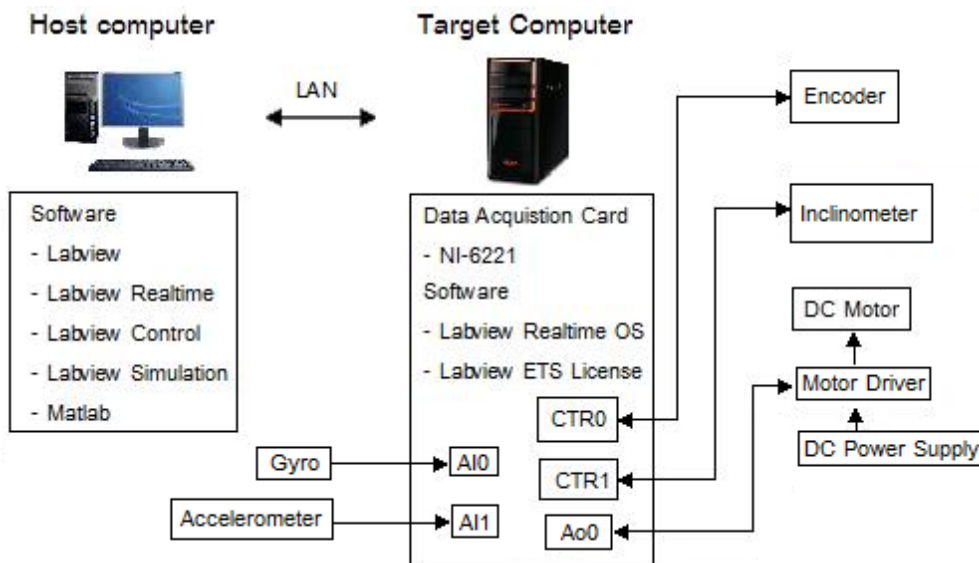 Host computer
Target Computer
LAN
Software
- Labview
- Labview Realtime
- Labview Control
- Labview Simulation
- Matlab
Data Acquistion Card
- NI-6221
Software
- Labview Realtime OS
- Labview ETS License
CTR0
CTR1
Ao0
AI0
AI1
Gyro
Accelerometer
Encoder
Inclinometer
DC Motor
Motor Driver
DC Power Supply